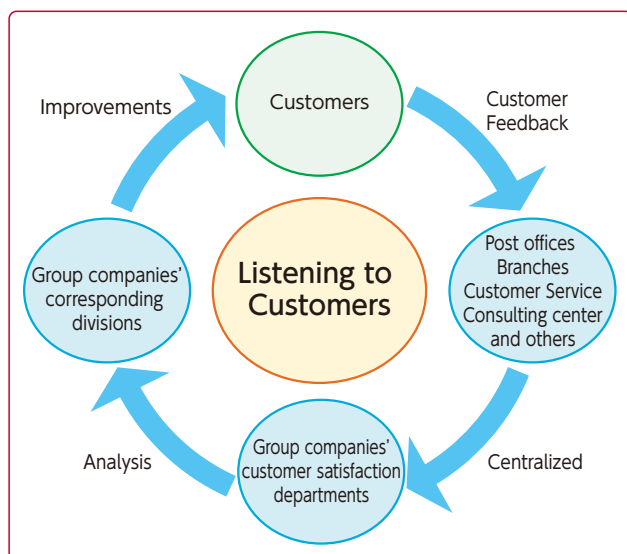 Customers
Customer
Feedback
Post offices
Branches
Customer Service
Consulting center
and others
Centralized
Group companies’
customer satisfaction
departments
Analysis
Group companies’
corresponding
divisions
Improvements
Listening to
Customers